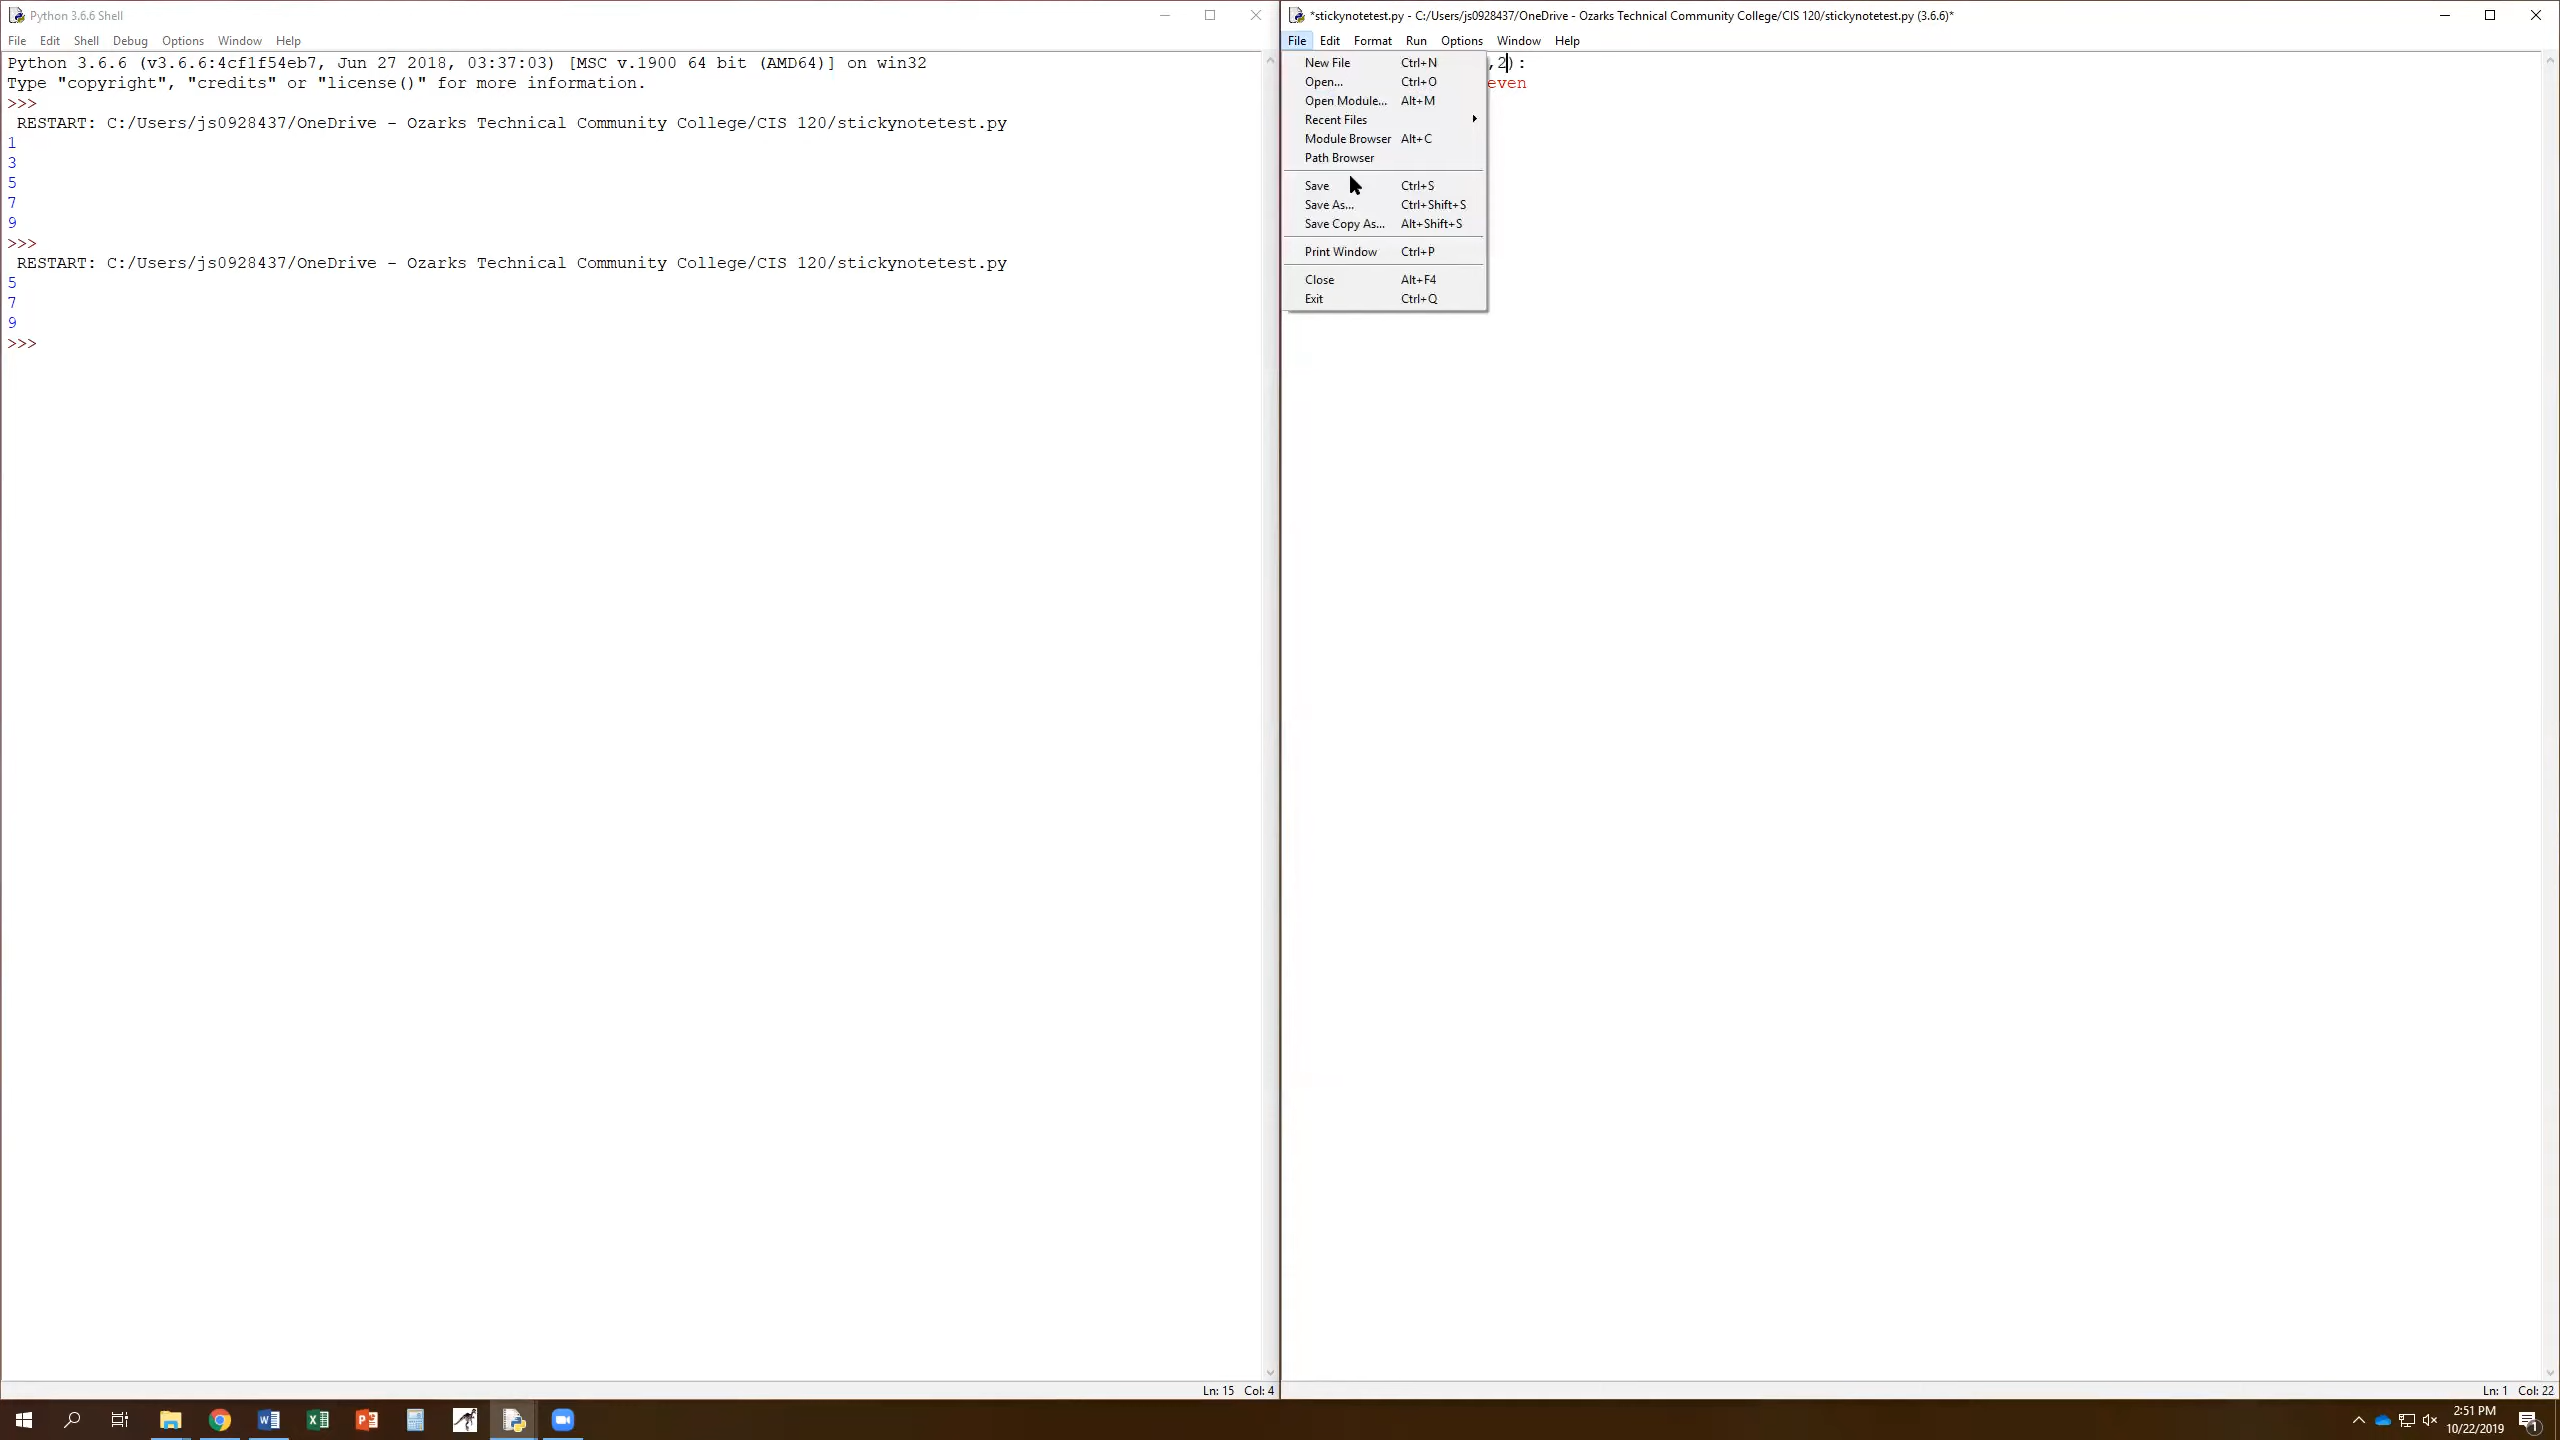 Python 3.6.6 Shell
File Edit Shell Debug Options Window Help
Python 3.6.6 (v3.6.6:4cf1f54eb7, Jun 27 2018, 03:37:03) [MSC v.1900 64 bit (AMD64)] on win32
Type "copyright", "credits" or "license()" for more information.
>>>
RESTART: C:/Users/js0928437/OneDrive - Ozarks Technical Community College/CIS 120/stickynotetest.py
1
3
5
7
9
>>>
RESTART: C:/Users/js0928437/OneDrive - Ozarks Technical Community College/CIS 120/stickynotetest.py
5
7
9
>>>
Ln: 15 Col: 4
*stickynotetest.py - C:/Users/js0928437/OneDrive - Ozarks Technical Community College/CIS 120/stickynotetest.py (3.6.6)*
File Edit Format Run Options Window Help
,2):
even
New File Ctrl+N
Open... Ctrl+O
Open Module... Alt+M
Recent Files
Module Browser Alt+C
Path Browser
Save Ctrl+S
Save As... Ctrl+Shift+S
Save Copy As... Alt+Shift+S
Print Window Ctrl+P
Close Alt+F4
Exit Ctrl+Q
Ln: 1 Col: 22
2:51 PM
10/22/2019
1